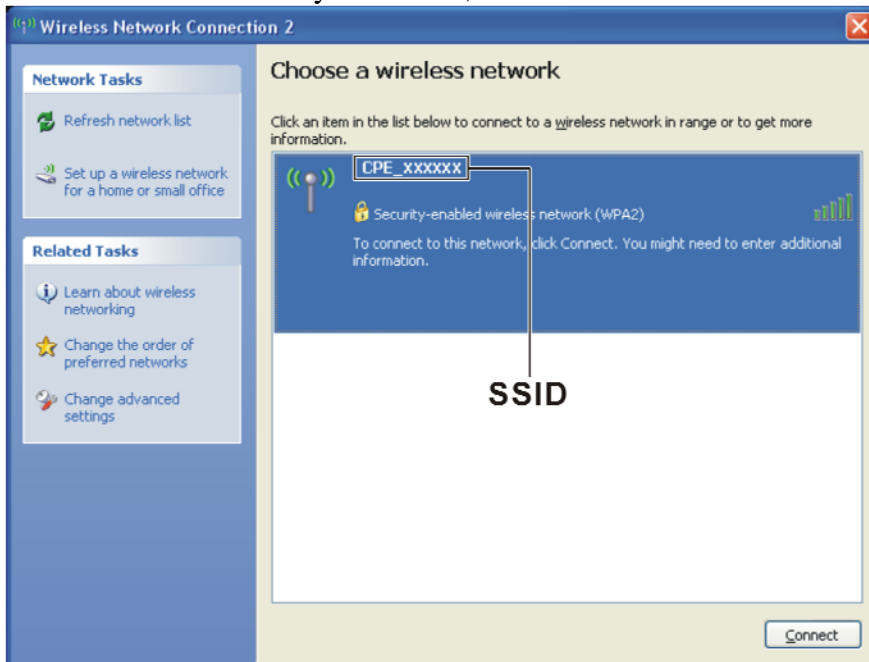 Wireless Network Connection 2
Network Tasks
Refresh network list
Set up a wireless network
for a home or small office
Related Tasks
Learn about wireless
networking
Change the order of
preferred networks
Change advanced
settings
Choose a wireless network
Click an item in the list below to connect to a wireless network in range or to get more
information.
CPE_XXXXXX
Security-enabled wireless network (WPA2)
To connect to this network, click Connect. You might need to enter additional
information.
SSID
Connect